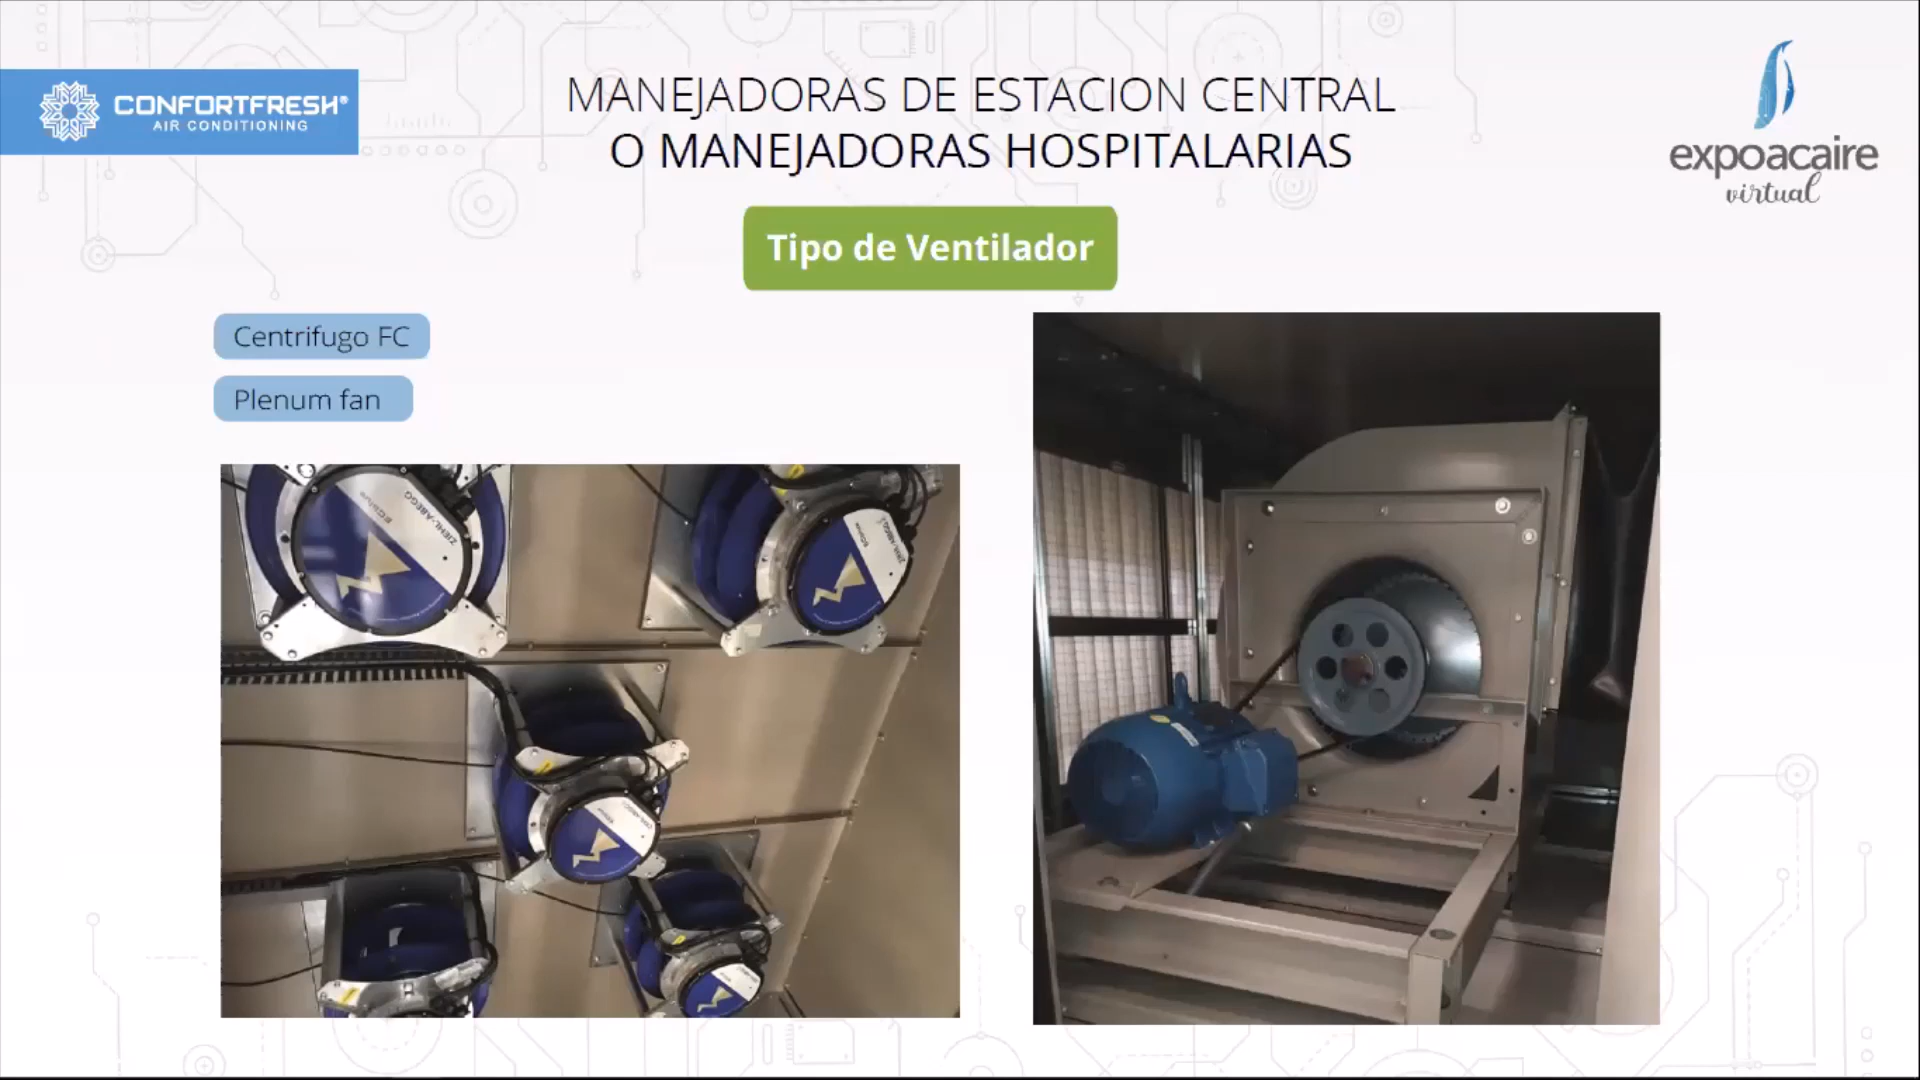 CONFORTFRESH®
AIR CONDITIONING
MANEJADORAS DE ESTACION CENTRAL
O MANEJADORAS HOSPITALARIAS
expoacaire
virtual
Tipo de Ventilador
Centrifugo FC
Plenum fan
ZIEHL-ABEGG
ECblue